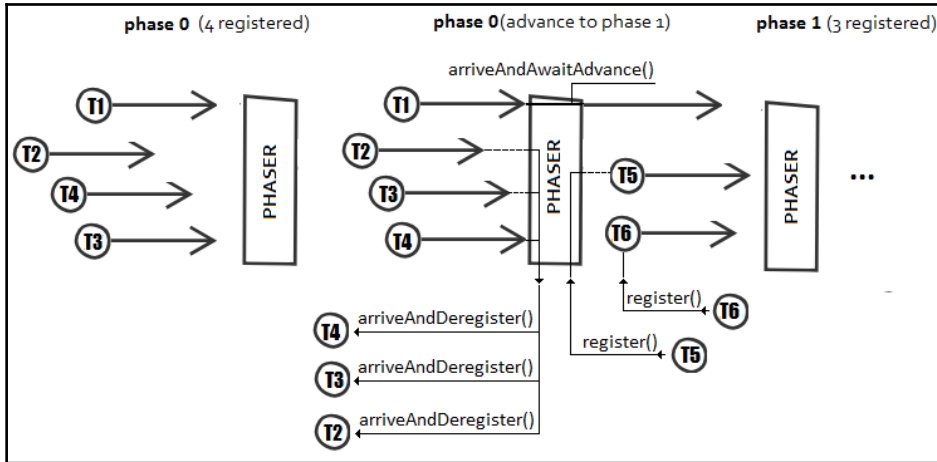 phase 0 (4 registered)
phase 0(advance to phase 1)
phase 1 (3 registered)
arriveAndAwaitAdvance()
T1
T2
T4
T3
PHASER
T1
T2
T3
T4
PHASER
T5
T6
PHASER
...
register()
T6
register()
T5
arriveAndDeregister()
T4
arriveAndDeregister()
T3
arriveAndDeregister()
T2